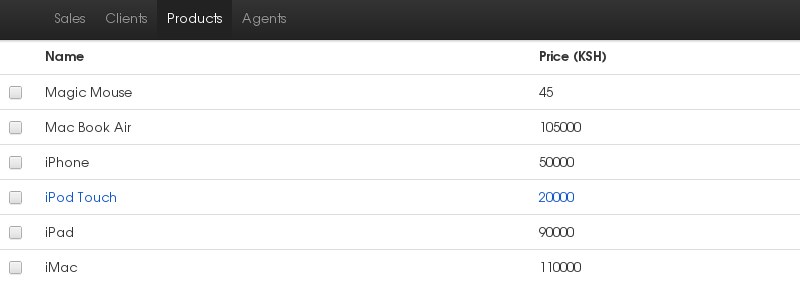 Sales Clients Products Agents
Name Price (KSH)
Magic Mouse 45
Mac Book Air 105000
iPhone 50000
iPod Touch 20000
iPad 90000
iMac 110000